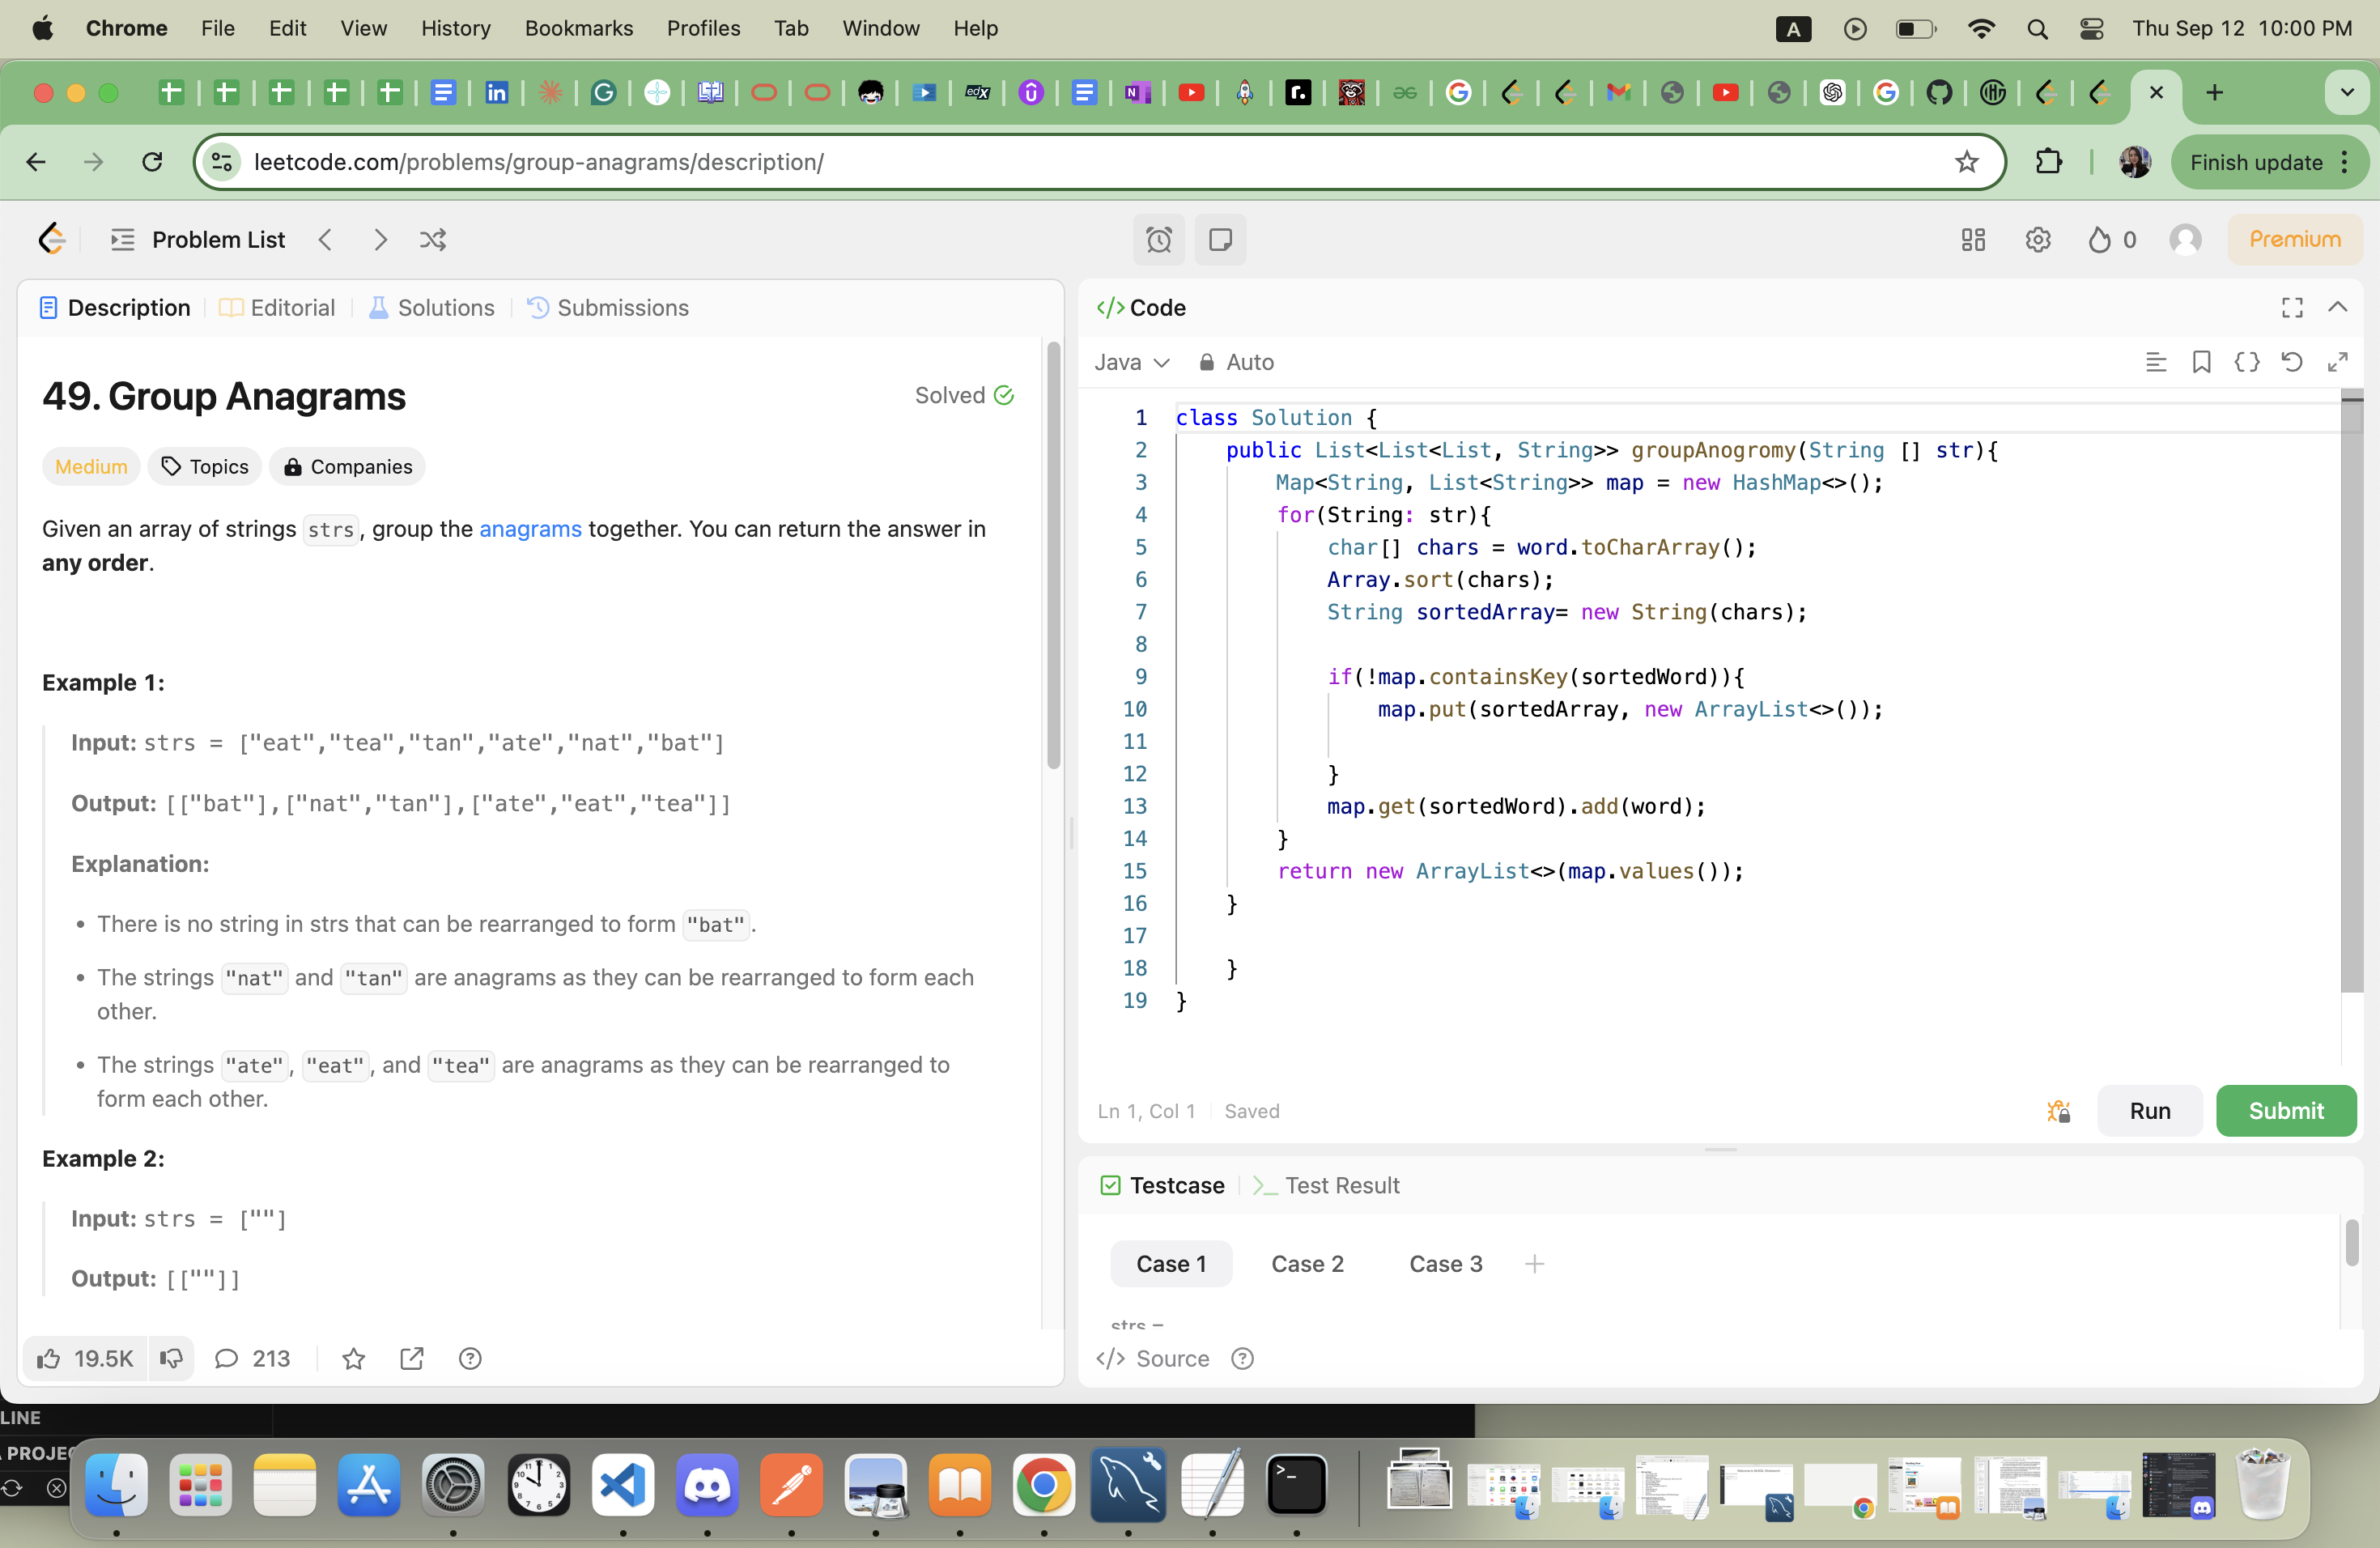 Chrome File Edit View History Bookmarks Profiles Tab Window Help A Thu Sep 12 10:00 PM
leetcode.com/problems/group-anagrams/description/ Finish update
Problem List 0 Premium
Description Editorial Solutions Submissions
49. Group Anagrams Solved
Medium Topics Companies
Given an array of strings strs, group the anagrams together. You can return the answer in
any order.
Example 1:
Input: strs = ["eat","tea","tan","ate","nat","bat"]
Output: [["bat"],["nat","tan"],["ate","eat","tea"]]
Explanation:
• There is no string in strs that can be rearranged to form "bat".
• The strings "nat" and "tan" are anagrams as they can be rearranged to form each
other.
• The strings "ate", "eat", and "tea" are anagrams as they can be rearranged to
form each other.
Example 2:
Input: strs = [""]
Output: [[""]]
19.5K 213
</> Code
Java Auto
1 class Solution {
2 public List<List<List, String>> groupAnogromy(String [] str){
3 Map<String, List<String>> map = new HashMap<>();
4 for(String: str){
5 char[] chars = word.toCharArray();
6 Array.sort(chars);
7 String sortedArray= new String(chars);
8
9 if(!map.containsKey(sortedWord)){
10 map.put(sortedArray, new ArrayList<>());
11
12 }
13 map.get(sortedWord).add(word);
14 }
15 return new ArrayList<>(map.values());
16 }
17
18 }
19 }
Ln 1, Col 1 Saved Run Submit
Testcase >_ Test Result
Case 1 Case 2 Case 3 +
strs =
</> Source
LINE
PROJEC